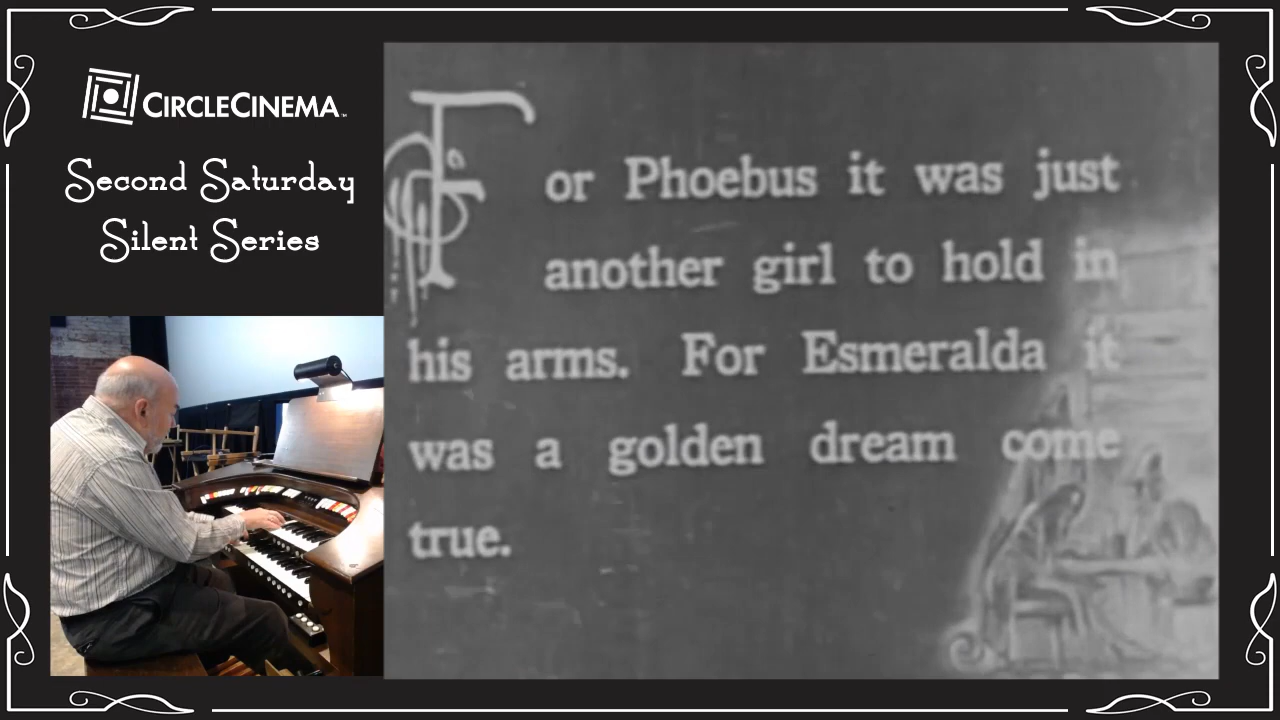 CIRCLECINEMA™
Second Saturday
Silent Series
For Phoebus it was just
another girl to hold in
his arms. For Esmeralda it
was a golden dream come
true.